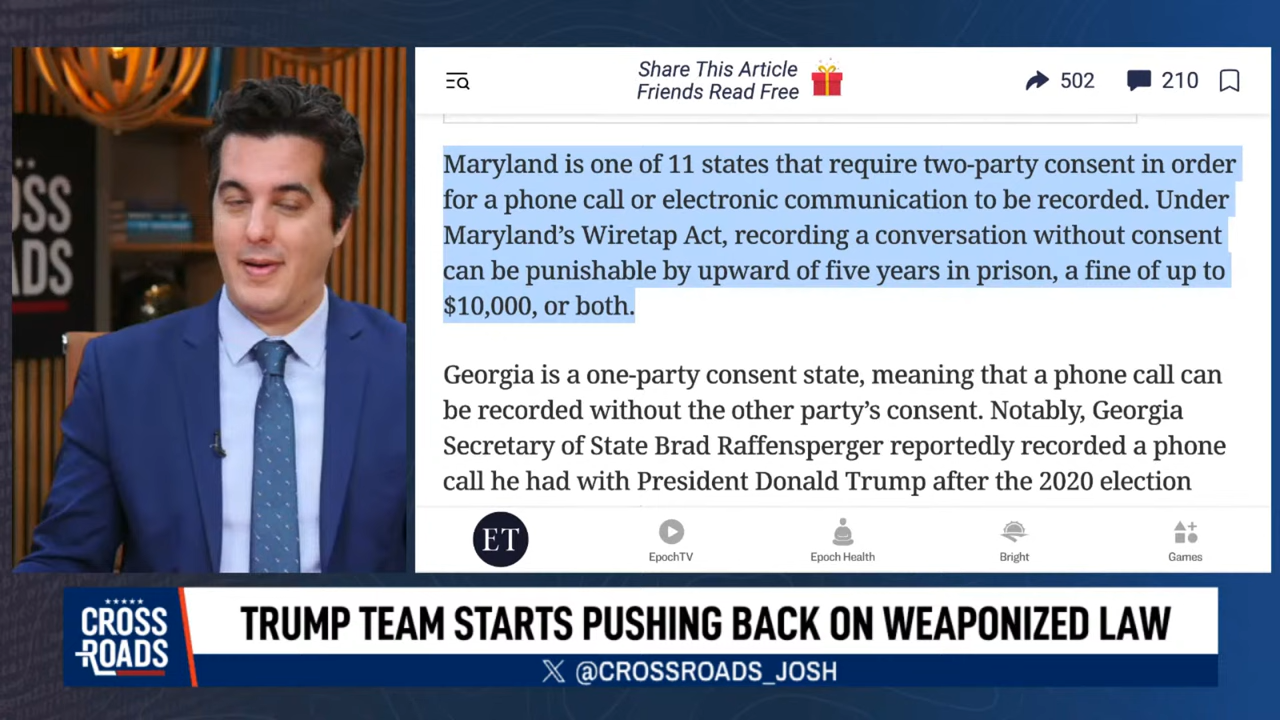 OSS
ADS
Share This Article
Friends Read Free
502
210
Maryland is one of 11 states that require two-party consent in order
for a phone call or electronic communication to be recorded. Under
Maryland’s Wiretap Act, recording a conversation without consent
can be punishable by upward of five years in prison, a fine of up to
$10,000, or both.
Georgia is a one-party consent state, meaning that a phone call can
be recorded without the other party’s consent. Notably, Georgia
Secretary of State Brad Raffensperger reportedly recorded a phone
call he had with President Donald Trump after the 2020 election
ET
EpochTV
Epoch Health
Bright
Games
CROSS
ROADS
TRUMP TEAM STARTS PUSHING BACK ON WEAPONIZED LAW
X @CROSSROADS_JOSH